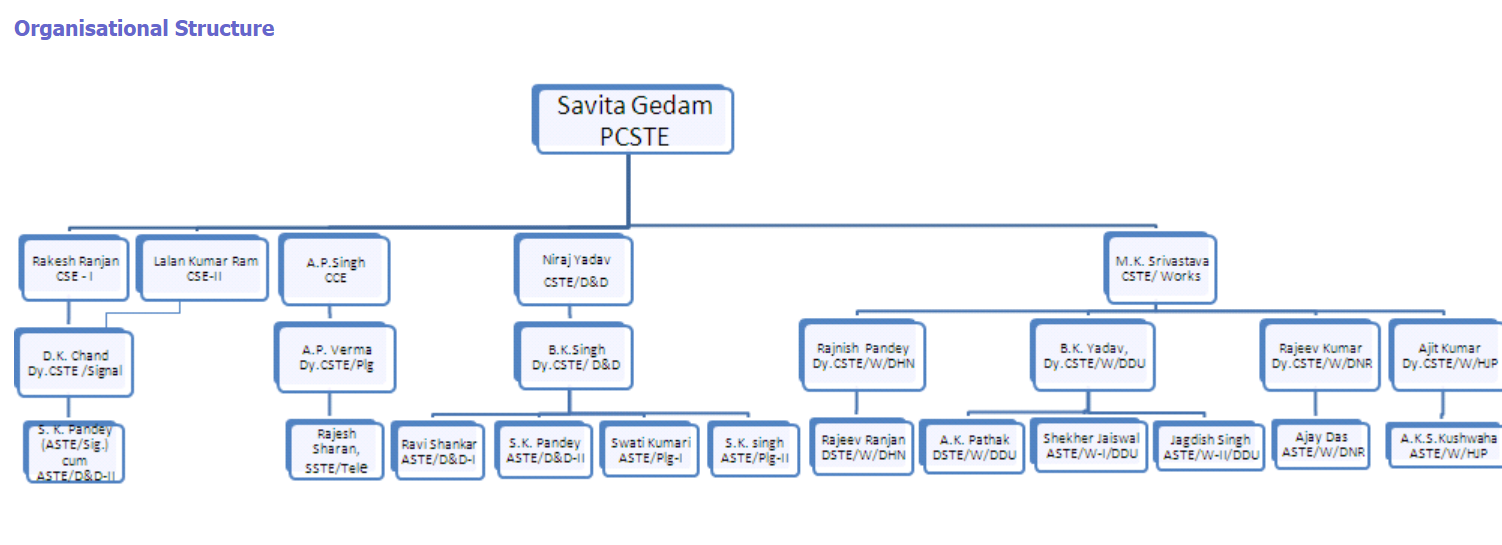 Organisational Structure
Savita Gedam
PCSTE
Rakesh Ranjan
CSE - I
Lalan Kumar Ram
CSE-II
A.P.Singh
CCE
Niraj Yadav
CSTE/D&D
M.K. Srivastava
CSTE/ Works
D.K. Chand
Dy.CSTE /Signal
A.P. Verma
Dy.CSTE/Plg
B.K.Singh
Dy.CSTE/ D&D
Rajnish Pandey
Dy.CSTE/W/DHN
B.K. Yadav,
Dy.CSTE/W/DDU
Rajeev Kumar
Dy.CSTE/W/DNR
Ajit Kumar
Dy.CSTE/W/HJP
S. K. Pandey
(ASTE/Sig.)
cum
ASTE/D&D-II
Rajesh
Sharan,
SSTE/Tele
Ravi Shankar
ASTE/D&D-I
S.K. Pandey
ASTE/D&D-II
Swati Kumari
ASTE/Plg-I
S.K. singh
ASTE/Plg-II
Rajeev Ranjan
DSTE/W/DHN
A.K. Pathak
DSTE/W/DDU
Shekher Jaiswal
ASTE/W-I/DDU
Jagdish Singh
ASTE/W-II/DDU
Ajay Das
ASTE/W/DNR
A.K.S.Kushwaha
ASTE/W/HJP